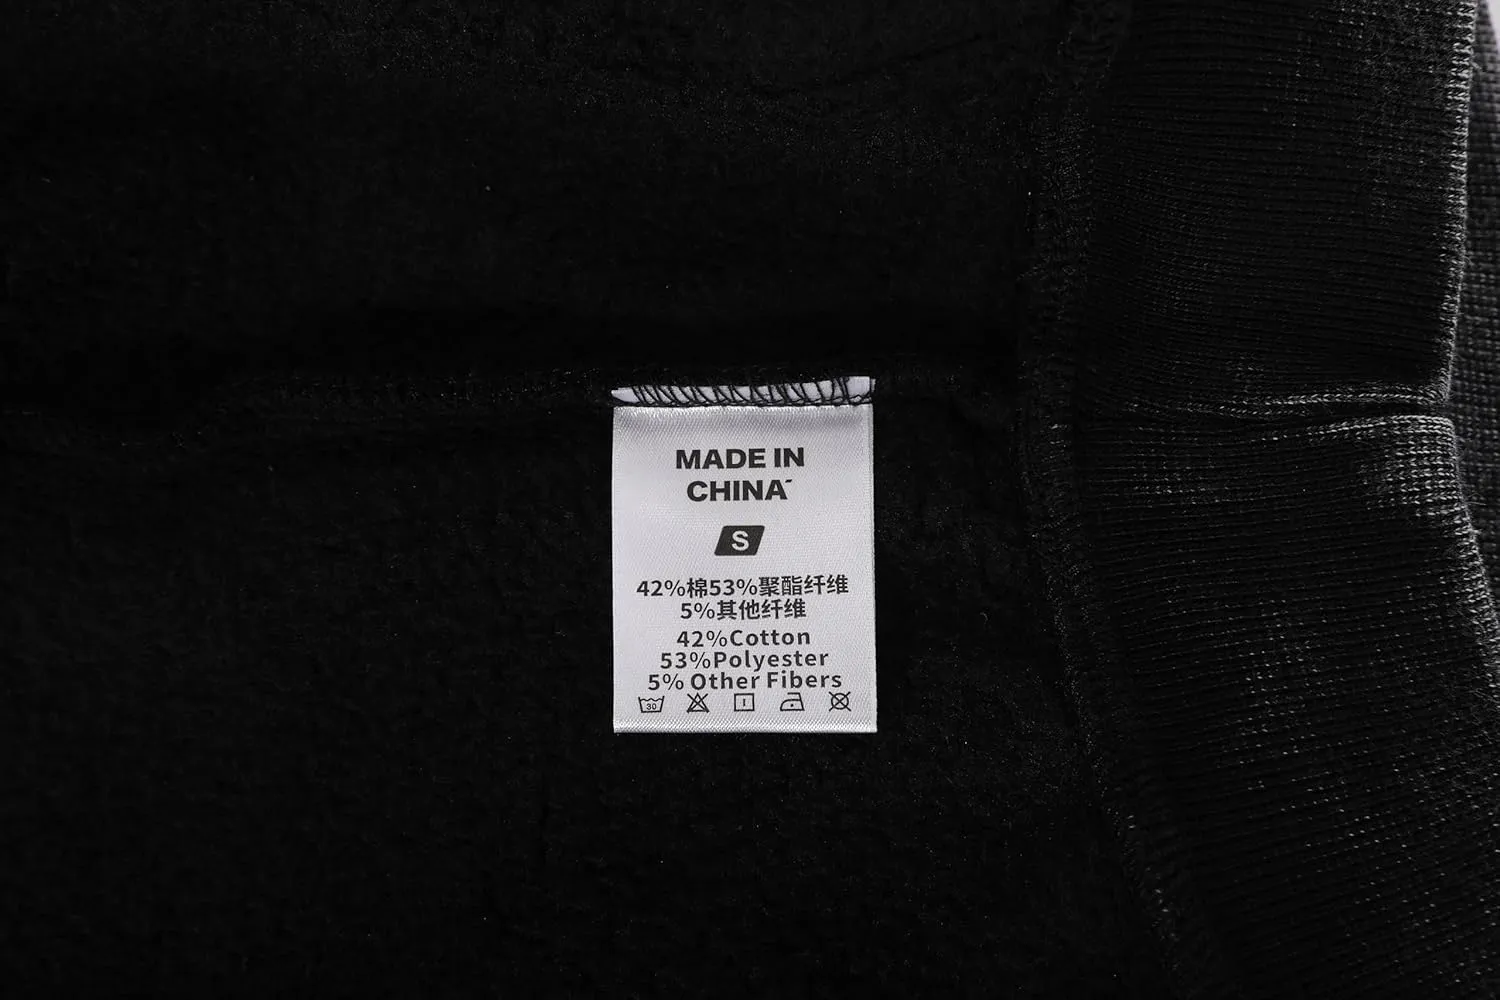 MADE IN
CHINA
S
42%棉53%聚酯纤维
5%其他纤维
42%Cotton
53%Polyester
5% Other Fibers
30